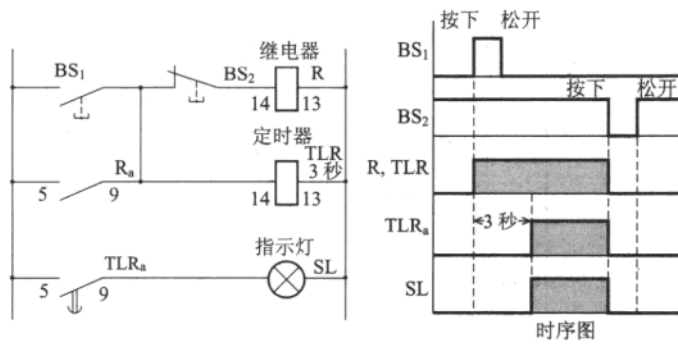 继电器
BS₁
BS₂
R
14
13
定时器
Rₐ
TLR
3 秒
5
9
14
13
指示灯
TLRₐ
SL
5
9
按下
松开
BS₁
按下
松开
BS₂
R, TLR
3 秒
TLRₐ
SL
时序图